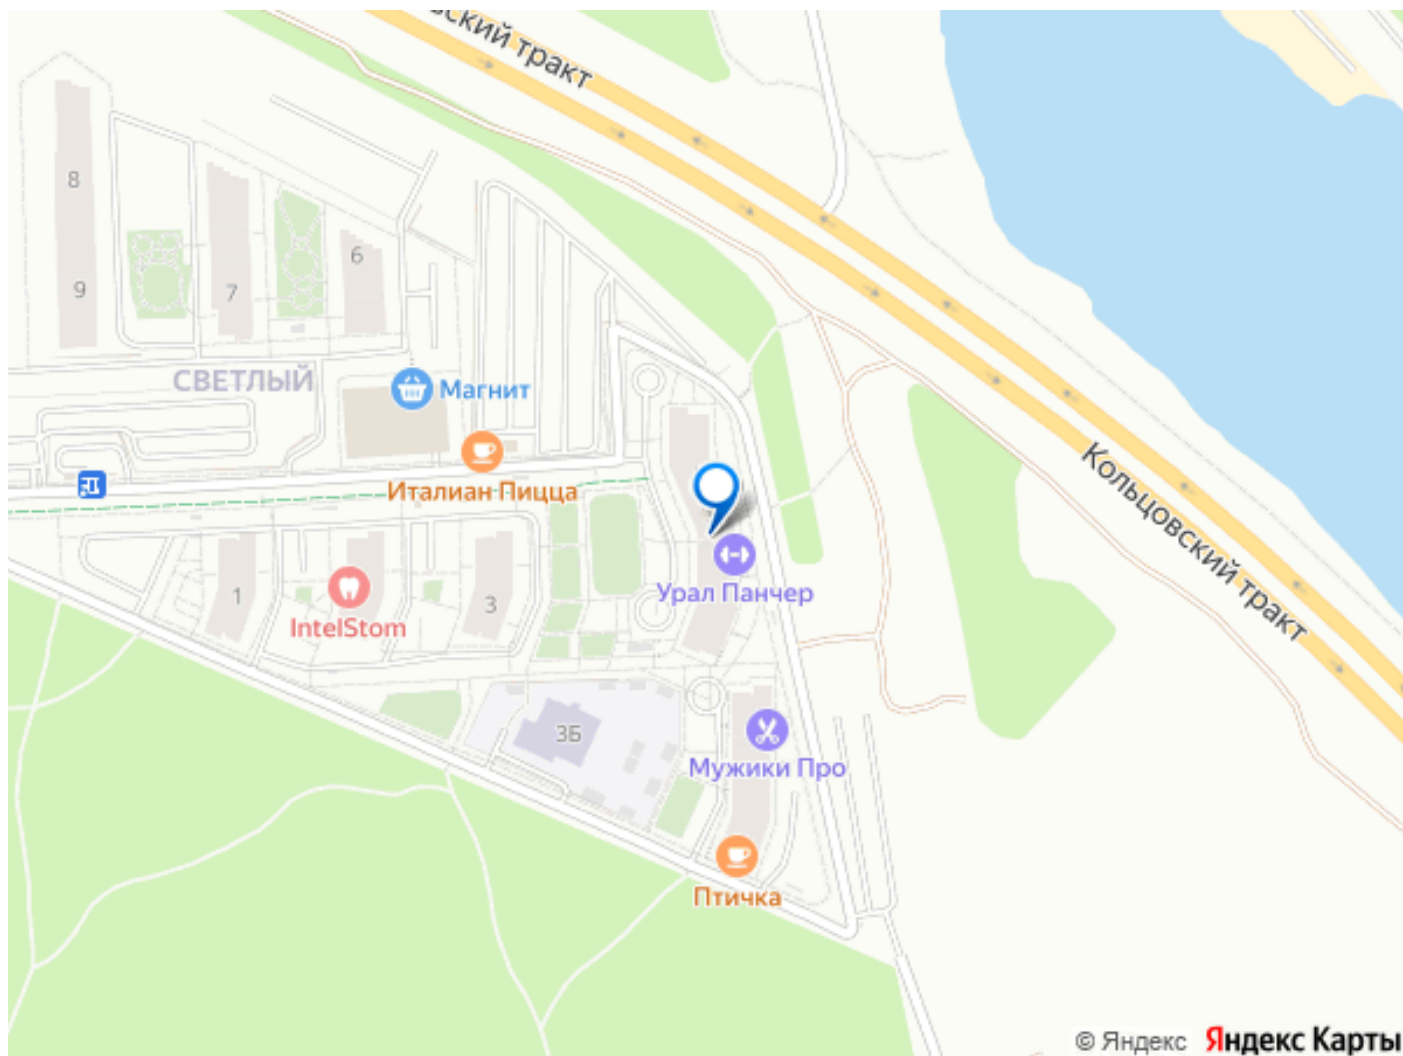 вский тракт
8
9
7
6
СВЕТЛЫЙ
Магнит
Италиан Пицца
Урал Панчер
1
IntelStom
3
Кольцовский тракт
3Б
Мужики Про
Птичка
© Яндекс Яндекс Карты